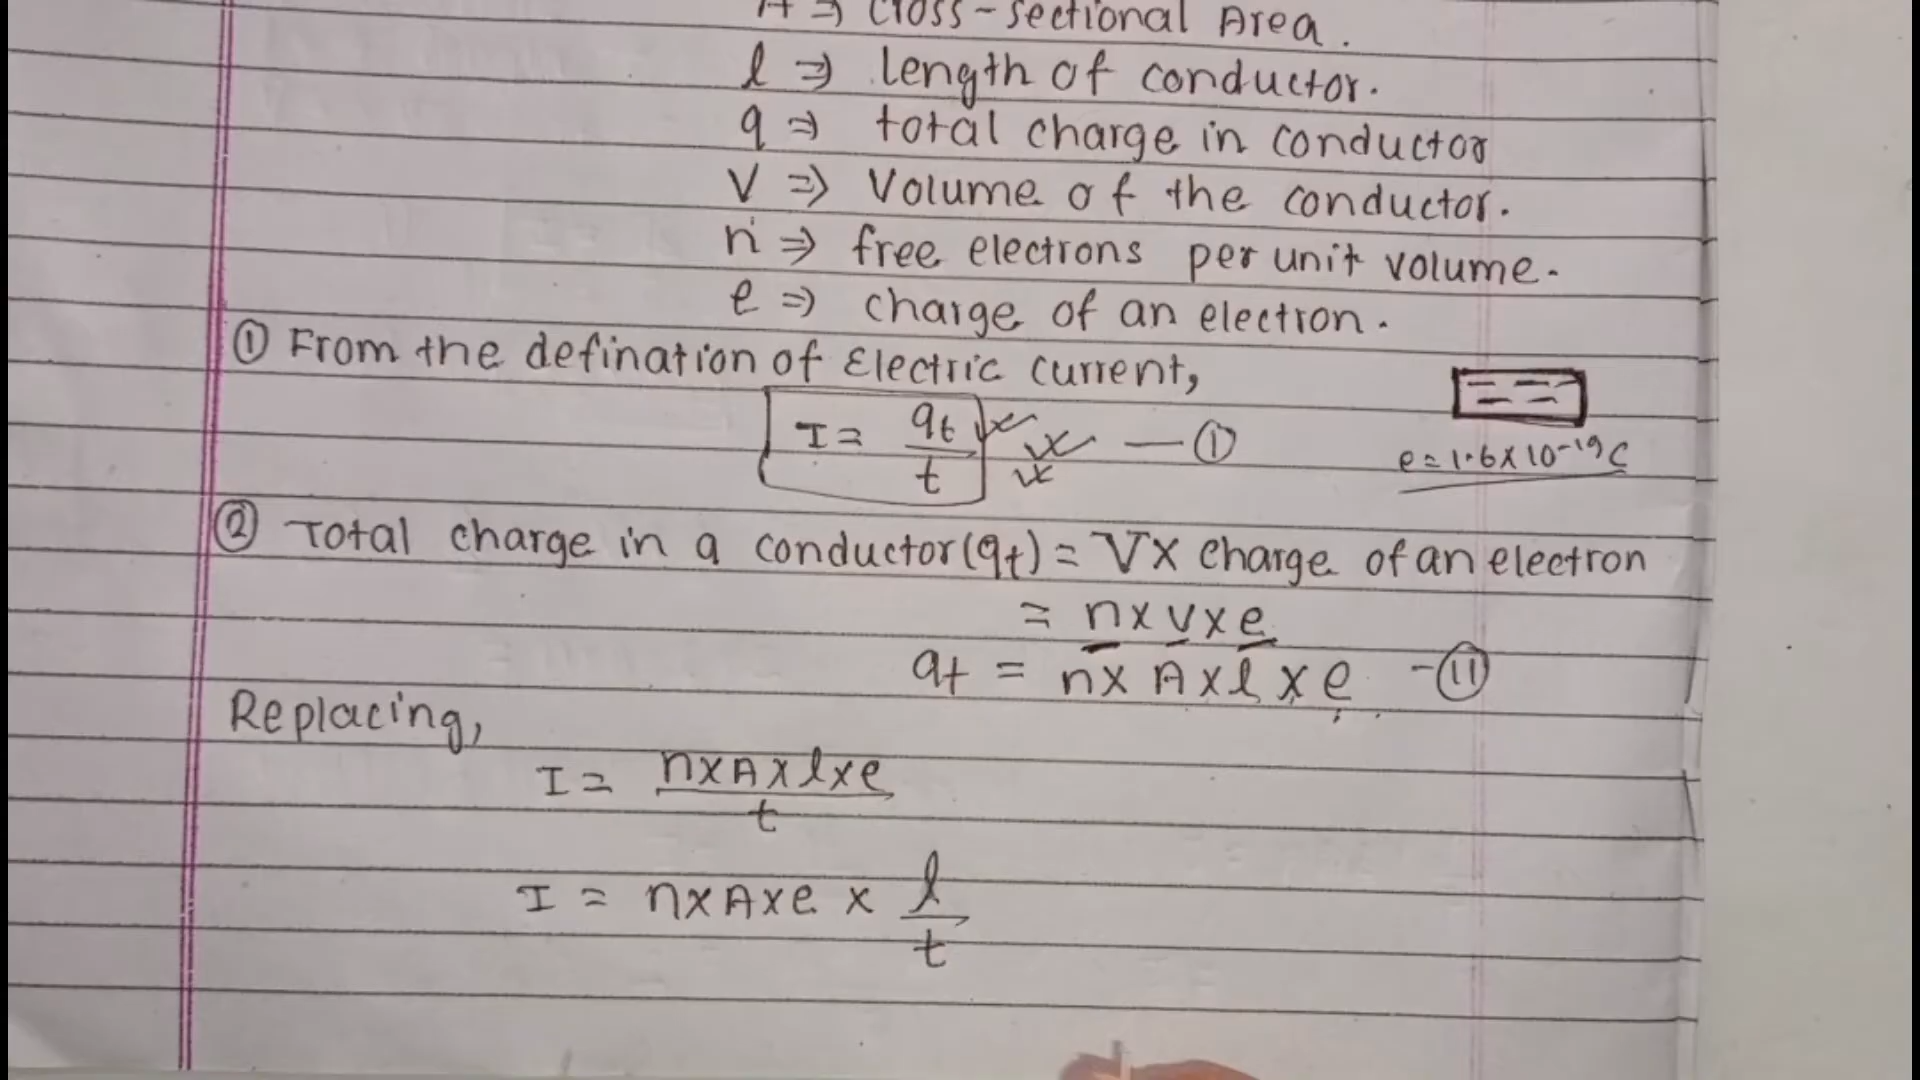 A ⇒ Cross-sectional Area.
l ⇒ length of conductor.
q ⇒ total charge in conductor
V ⇒ Volume of the conductor.
n ⇒ free electrons per unit volume.
e ⇒ charge of an electron.
① From the defination of Electric current,
I = qt/t — ①
e = 1.6 X 10⁻¹⁹ C
② Total charge in a conductor (qt) = V X charge of an electron
= n x v x e
qt = n x A x l x e - ⑪
Replacing,
I = n x A x l x e / t
I = n x A x e x l/t